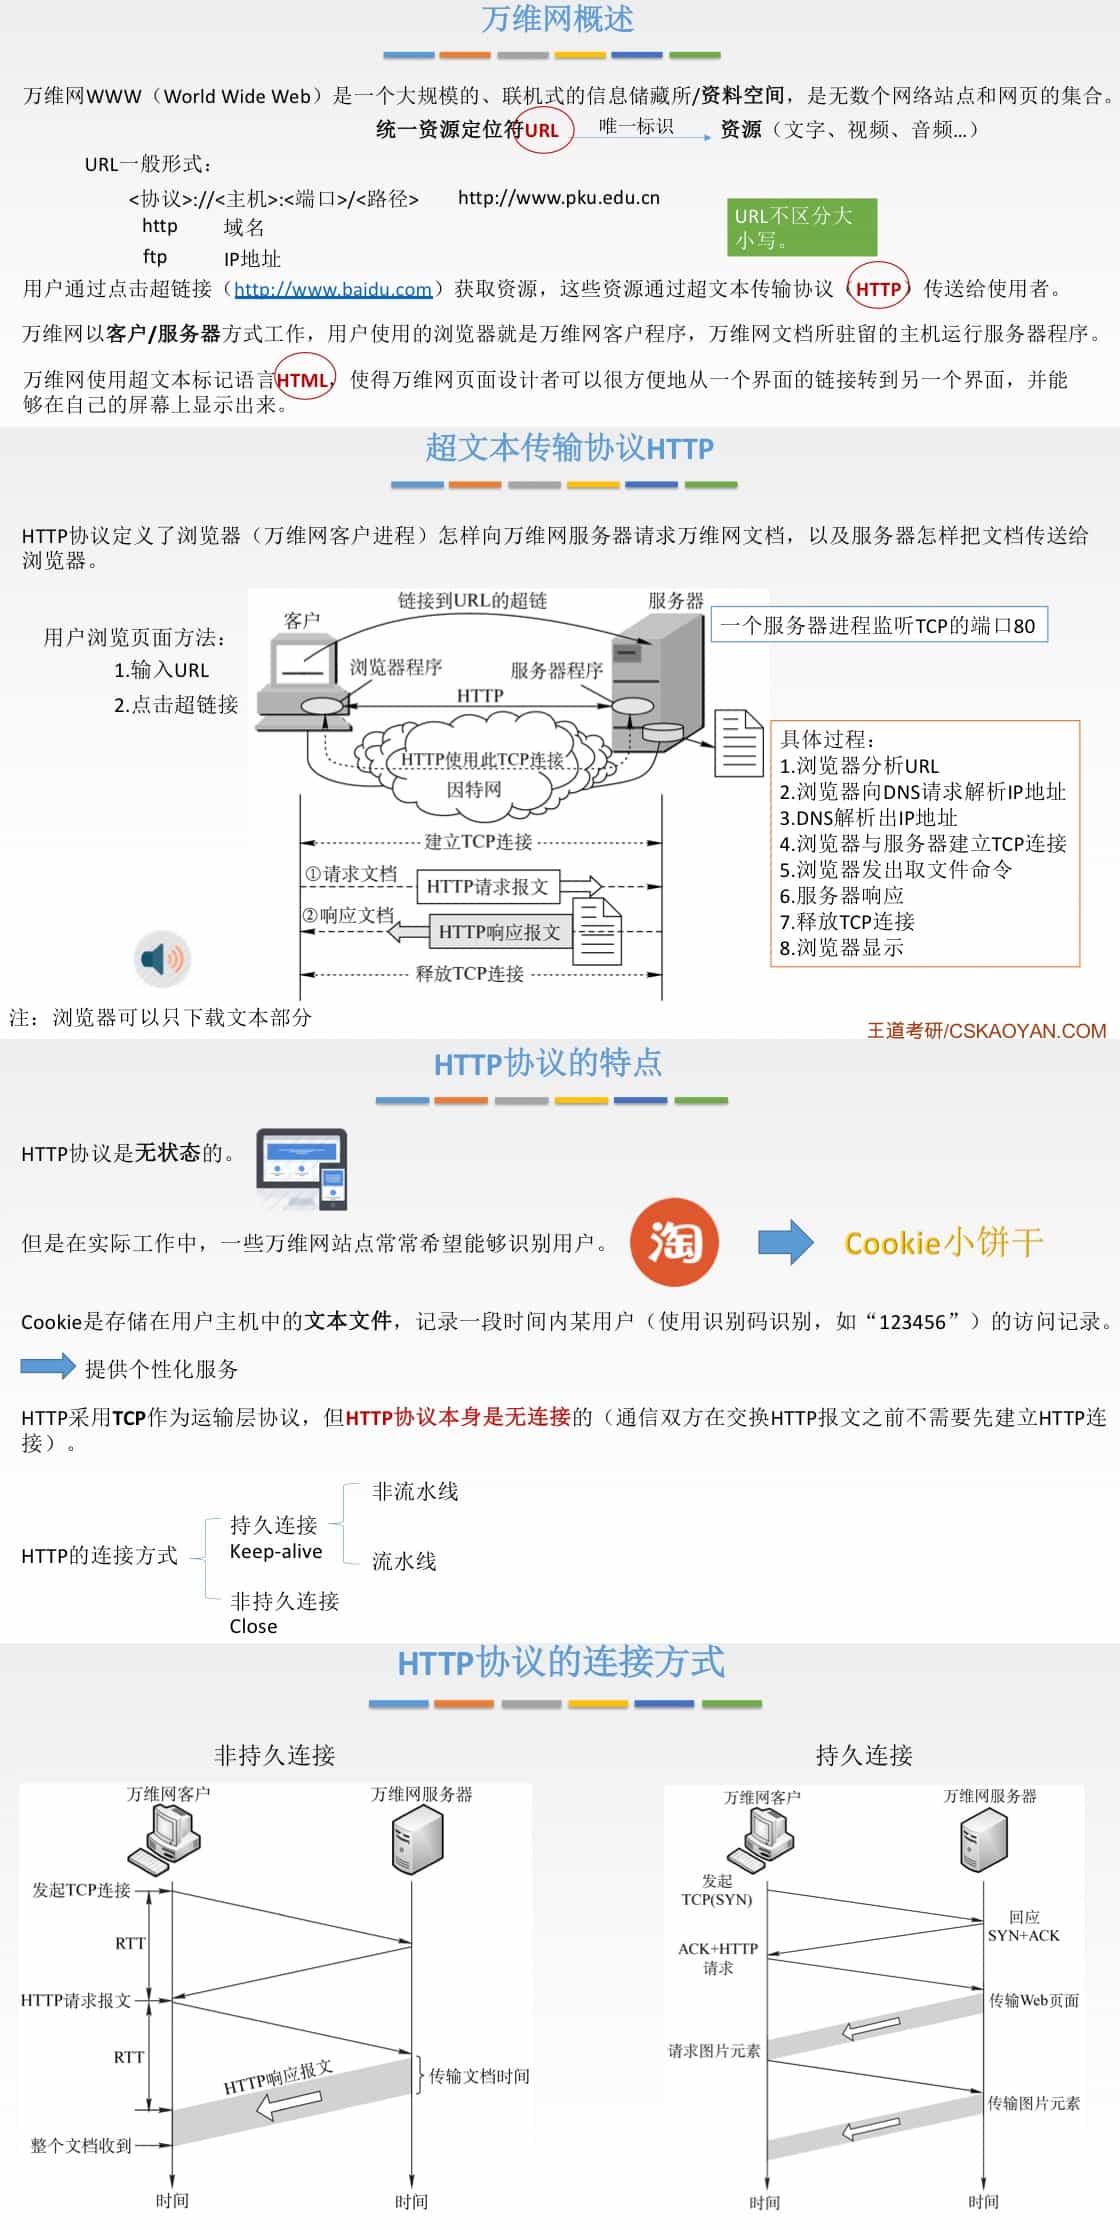 万维网概述
万维网WWW（World Wide Web）是一个大规模的、联机式的信息储藏所/资料空间，是无数个网络站点和网页的集合。
统一资源定位符URL 唯一标识 资源（文字、视频、音频...）
URL一般形式：
<协议>://<主机>:<端口>/<路径> http://www.pku.edu.cn
http 域名
ftp IP地址
URL不区分大
小写。
用户通过点击超链接（http://www.baidu.com）获取资源，这些资源通过超文本传输协议（HTTP）传送给使用者。
万维网以客户/服务器方式工作，用户使用的浏览器就是万维网客户程序，万维网文档所驻留的主机运行服务器程序。
万维网使用超文本标记语言HTML，使得万维网页面设计者可以很方便地从一个界面的链接转到另一个界面，并能
够在自己的屏幕上显示出来。
超文本传输协议HTTP
HTTP协议定义了浏览器（万维网客户进程）怎样向万维网服务器请求万维网文档，以及服务器怎样把文档传送给
浏览器。
用户浏览页面方法：
1.输入URL
2.点击超链接
链接到URL的超链
客户
服务器
一个服务器进程监听TCP的端口80
浏览器程序
服务器程序
HTTP
HTTP使用此TCP连接
因特网
建立TCP连接
①请求文档
HTTP请求报文
②响应文档
HTTP响应报文
释放TCP连接
具体过程：
1.浏览器分析URL
2.浏览器向DNS请求解析IP地址
3.DNS解析出IP地址
4.浏览器与服务器建立TCP连接
5.浏览器发出取文件命令
6.服务器响应
7.释放TCP连接
8.浏览器显示
注：浏览器可以只下载文本部分
王道考研/CSKAOYAN.COM
HTTP协议的特点
HTTP协议是无状态的。
但是在实际工作中，一些万维网站点常常希望能够识别用户。
淘
Cookie小饼干
Cookie是存储在用户主机中的文本文件，记录一段时间内某用户（使用识别码识别，如“123456”）的访问记录。
提供个性化服务
HTTP采用TCP作为运输层协议，但HTTP协议本身是无连接的（通信双方在交换HTTP报文之前不需要先建立HTTP连
接）。
HTTP的连接方式
持久连接
Keep-alive
非流水线
流水线
非持久连接
Close
HTTP协议的连接方式
非持久连接
万维网客户
万维网服务器
发起TCP连接
RTT
HTTP请求报文
RTT
HTTP响应报文
传输文档时间
整个文档收到
时间
时间
持久连接
万维网客户
万维网服务器
发起
TCP(SYN)
回应
SYN+ACK
ACK+HTTP
请求
传输Web页面
请求图片元素
传输图片元素
时间
时间